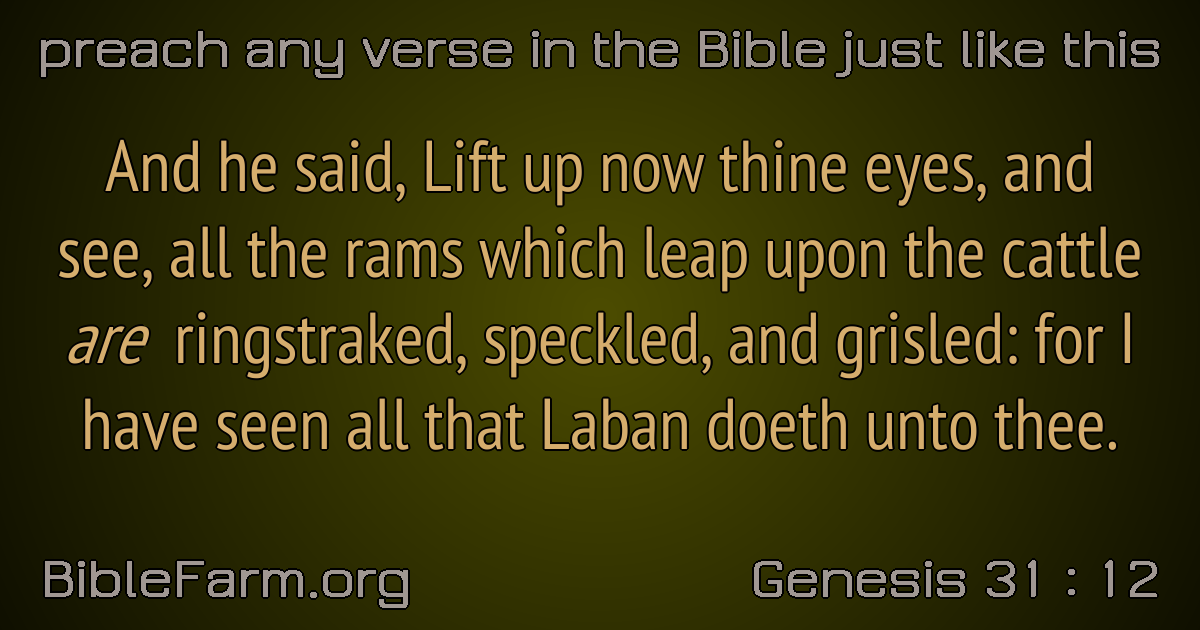 preach any verse in the Bible just like this
And he said, Lift up now thine eyes, and
see, all the rams which leap upon the cattle
are ringstraked, speckled, and grisled: for I
have seen all that Laban doeth unto thee.
BibleFarm.org
Genesis 31 : 12